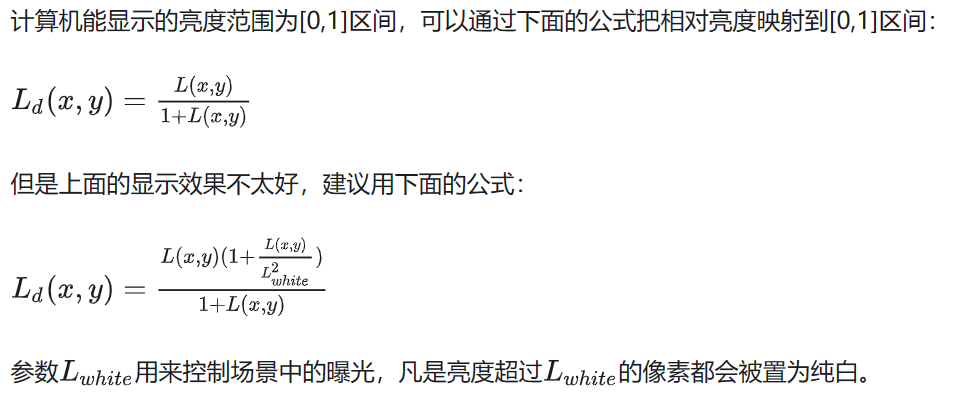 计算机能显示的亮度范围为[0,1]区间，可以通过下面的公式把相对亮度映射到[0,1]区间：
L_d(x,y) = \frac{L(x,y)}{1+L(x,y)}
但是上面的显示效果不太好，建议用下面的公式：
L_d(x,y) = \frac{L(x,y)(1+\frac{L(x,y)}{L_{white}^2})}{1+L(x,y)}
参数L_{white}用来控制场景中的曝光，凡是亮度超过L_{white}的像素都会被置为纯白。